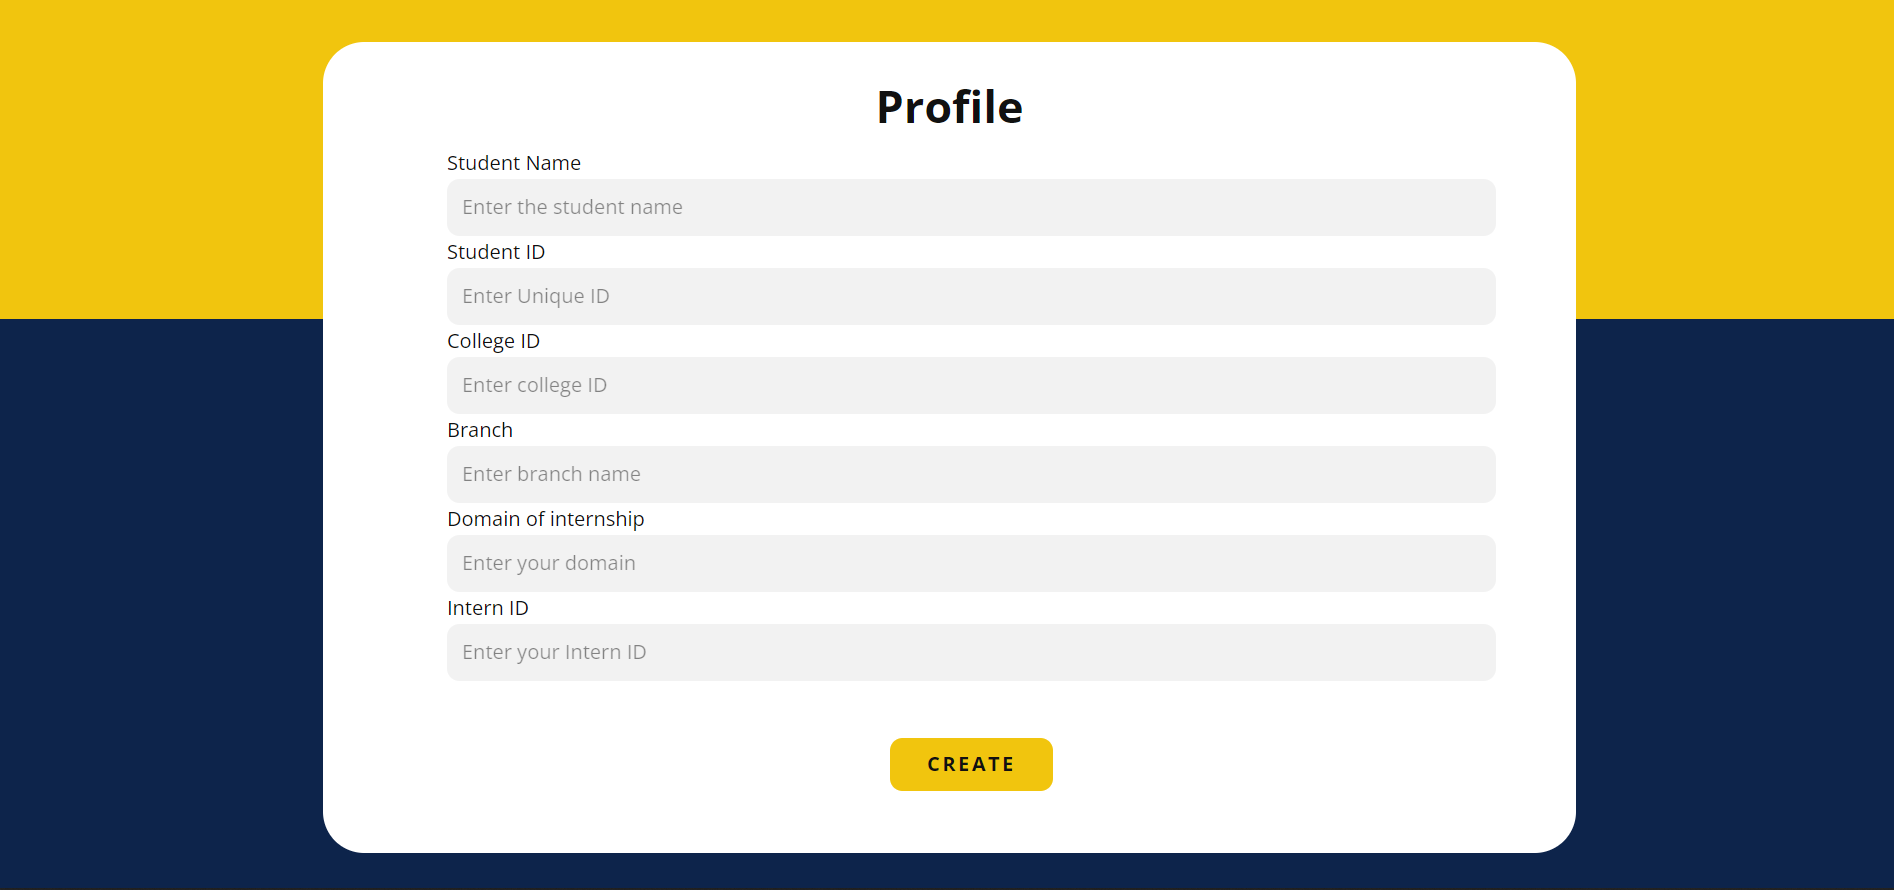 Profile
Student Name
Enter the student name
Student ID
Enter Unique ID
College ID
Enter college ID
Branch
Enter branch name
Domain of internship
Enter your domain
Intern ID
Enter your Intern ID
CREATE